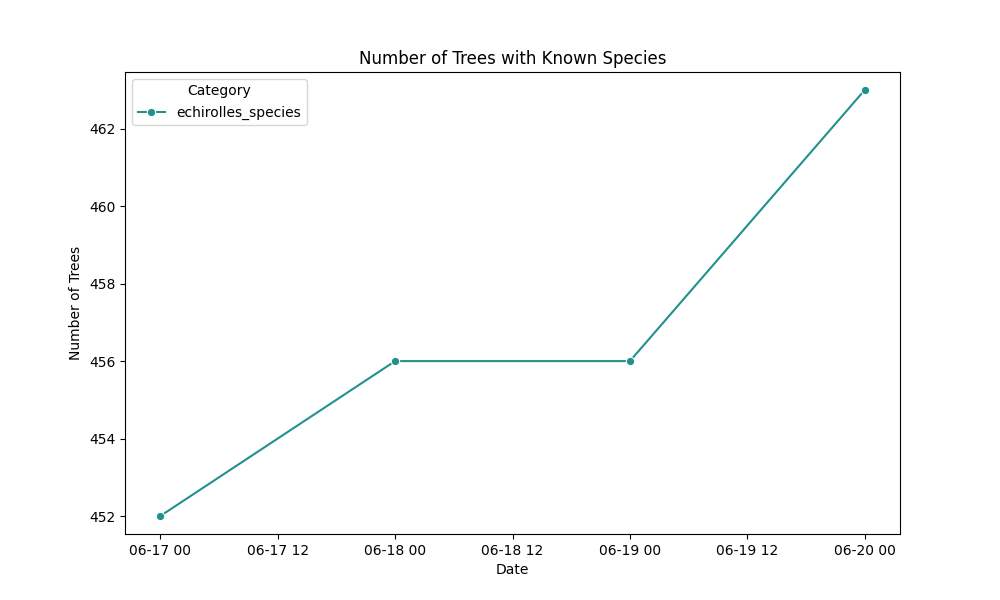 Number of Trees with Known Species
Category
echirolles_species
Number of Trees
462
460
458
456
454
452
06-17 00
06-17 12
06-18 00
06-18 12
06-19 00
06-19 12
06-20 00
Date